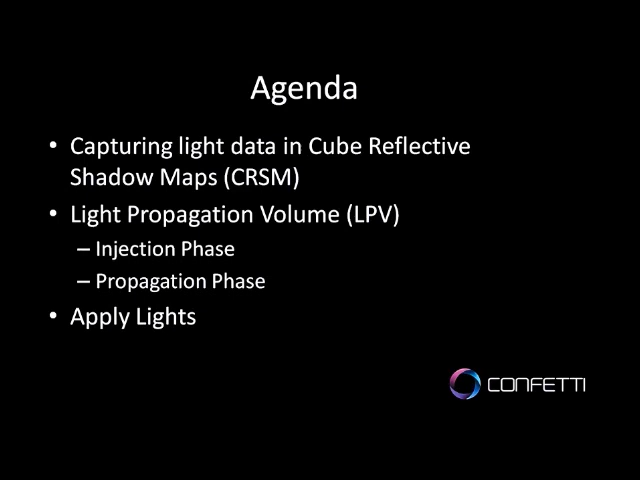 Agenda
• Capturing light data in Cube Reflective
Shadow Maps (CRSM)
• Light Propagation Volume (LPV)
– Injection Phase
– Propagation Phase
• Apply Lights
CONFETTI